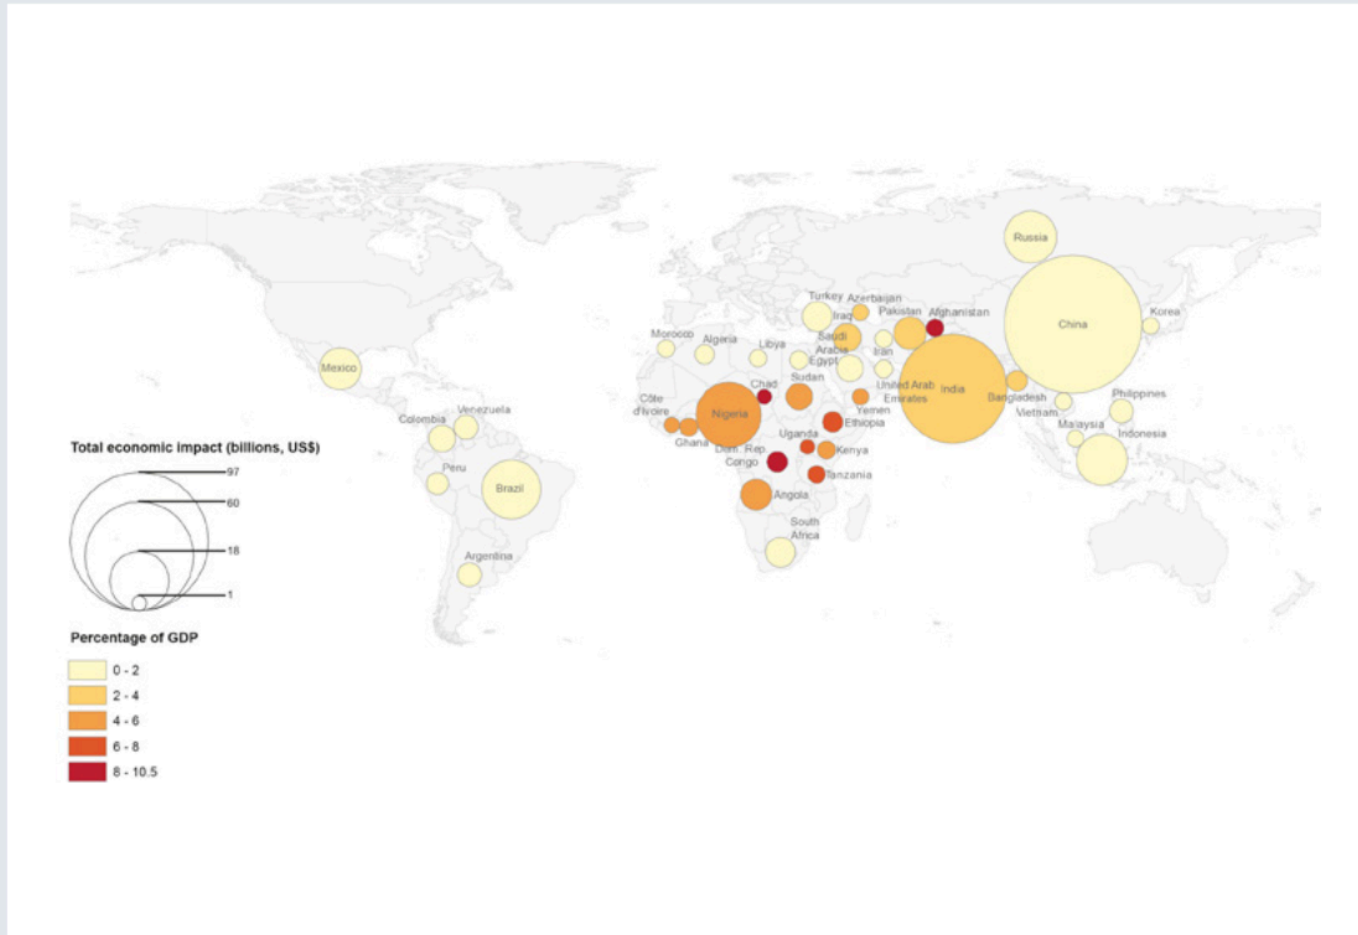 Russia
China
Korea
Turkey
Azerbaijan
Iraq
Pakistan
Afghanistan
Morocco
Algeria
Libya
Saudi
Arabia
Iran
Egypt
Mexico
Chad
Sudan
United Arab
Emirates
India
Bangladesh
Philippines
Vietnam
Côte
d'Ivoire
Nigeria
Yemen
Ethiopia
Colombia
Venezuela
Ghana
Uganda
Malaysia
Indonesia
Dem. Rep.
Congo
Kenya
Peru
Tanzania
Brazil
Angola
South
Africa
Argentina
Total economic impact (billions, US$)
97
60
18
1
Percentage of GDP
0 - 2
2 - 4
4 - 6
6 - 8
8 - 10.5